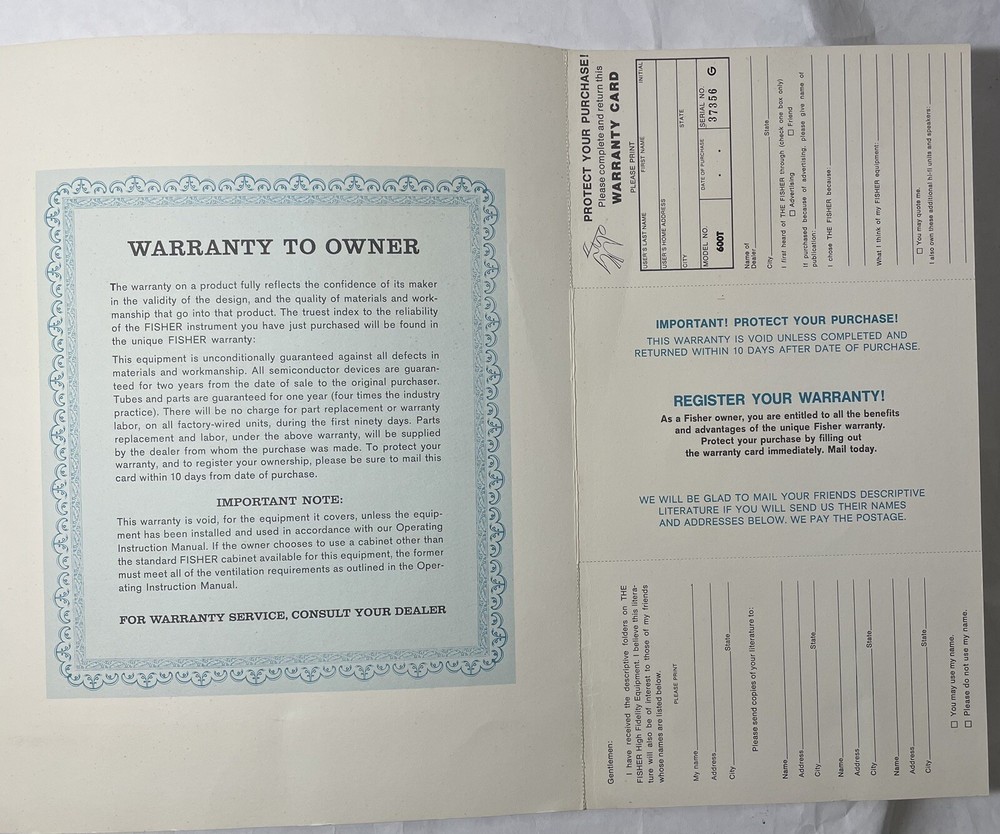 WARRANTY TO OWNER
The warranty on a product fully reflects the confidence of its maker
in the validity of the design, and the quality of materials and work-
manship that go into that product. The truest index to the reliability
of the FISHER instrument you have just purchased will be found in
the unique FISHER warranty:
This equipment is unconditionally guaranteed against all defects in
materials and workmanship. All semiconductor devices are guaran-
teed for two years from the date of sale to the original purchaser.
Tubes and parts are guaranteed for one year (four times the industry
practice). There will be no charge for part replacement or warranty
labor, on all factory-wired units, during the first ninety days. Parts
replacement and labor, under the above warranty, will be supplied
by the dealer from whom the purchase was made. To protect your
warranty, and to register your ownership, please be sure to mail this
card within 10 days from date of purchase.
IMPORTANT NOTE:
This warranty is void, for the equipment it covers, unless the equip-
ment has been installed and used in accordance with our Operating
Instruction Manual. If the owner chooses to use a cabinet other than
the standard FISHER cabinet available for this equipment, the former
must meet all of the ventilation requirements as outlined in the Oper-
ating Instruction Manual.
FOR WARRANTY SERVICE, CONSULT YOUR DEALER
PROTECT YOUR PURCHASE!
Please complete and return this
WARRANTY CARD
PLEASE PRINT
USER'S LAST NAME FIRST NAME INITIAL
USER'S HOME ADDRESS
CITY STATE
MODEL NO. DATE OF PURCHASE SERIAL NO.
600T 37356 G
Name of
Dealer
City State
I first heard of THE FISHER through (check one box only)
☐ Advertising ☐ Friend
If purchased because of advertising, please give name of
publication:
I chose THE FISHER because:
What I think of my FISHER equipment:
☐ You may quote me.
I also own these additional hi-fi units and speakers:
IMPORTANT! PROTECT YOUR PURCHASE!
THIS WARRANTY IS VOID UNLESS COMPLETED AND
RETURNED WITHIN 10 DAYS AFTER DATE OF PURCHASE.
REGISTER YOUR WARRANTY!
As a Fisher owner, you are entitled to all the benefits
and advantages of the unique Fisher warranty.
Protect your purchase by filling out
the warranty card immediately. Mail today.
WE WILL BE GLAD TO MAIL YOUR FRIENDS DESCRIPTIVE
LITERATURE IF YOU WILL SEND US THEIR NAMES
AND ADDRESSES BELOW. WE PAY THE POSTAGE.
Gentlemen:
I have received the descriptive folders on THE
FISHER High Fidelity Equipment. I believe this litera-
ture will also be of interest to those of my friends
whose names are listed below.
PLEASE PRINT
My name
Address
City State
Please send copies of your literature to:
Name
Address
City State
Name
Address
City State
Name
Address
City State
☐ You may use my name.
☐ Please do not use my name.